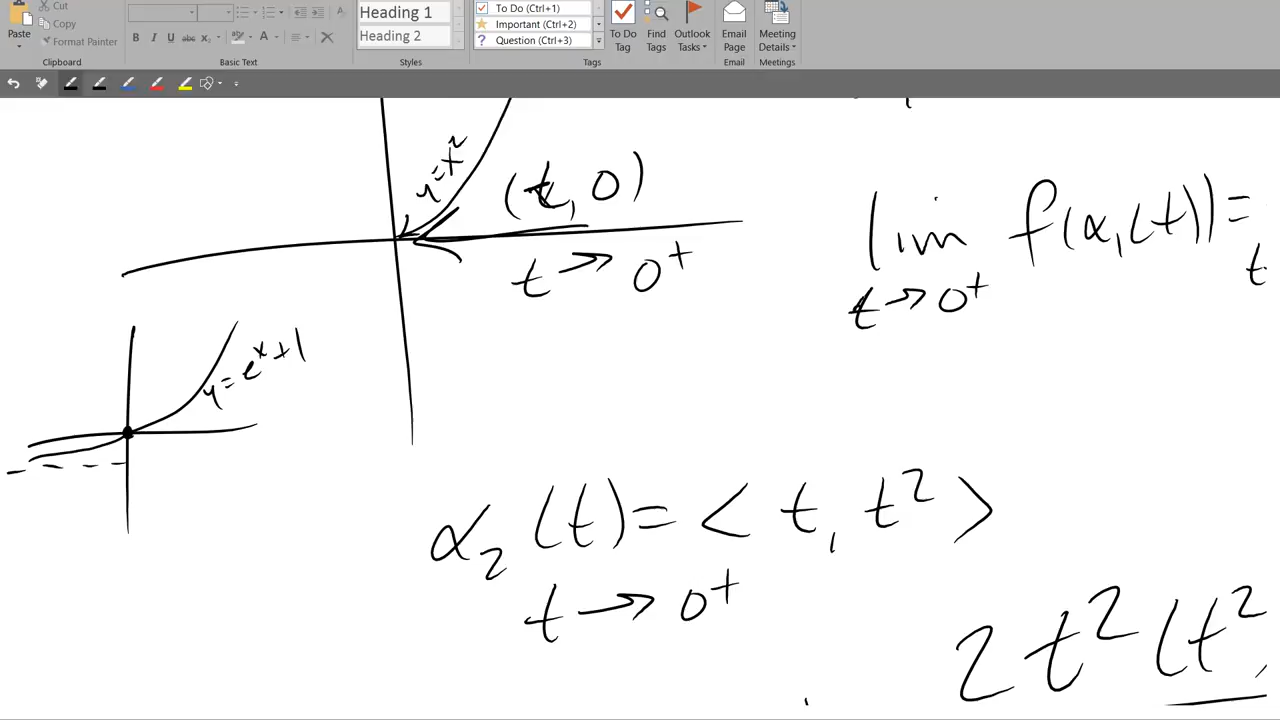 Cut
Copy
Paste
Format Painter
Clipboard
B I U abc x₂ A
Basic Text
Heading 1
Heading 2
Styles
To Do (Ctrl+1)
Important (Ctrl+2)
Question (Ctrl+3)
Tags
To Do Tag
Find Tags
Outlook Tasks
Email Page
Email
Meeting Details
Meetings
y=x²
(t, 0)
t → 0⁺
lim f(α₁(t)) =
t → 0⁺
t
y = eˣ+1
α₂(t) = < t, t² >
t → 0⁺
2t²(t²